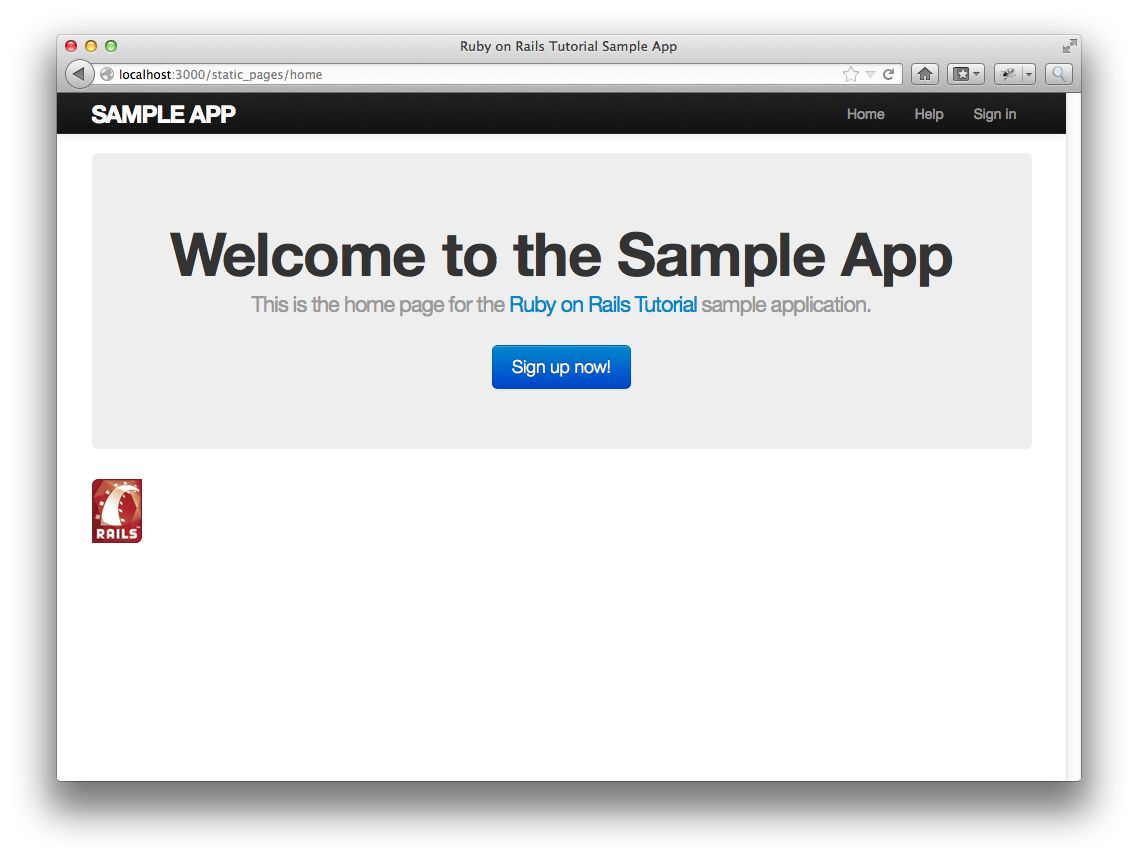 Ruby on Rails Tutorial Sample App
localhost:3000/static_pages/home
SAMPLE APP
Home
Help
Sign in
Welcome to the Sample App
This is the home page for the Ruby on Rails Tutorial sample application.
Sign up now!
RAILS